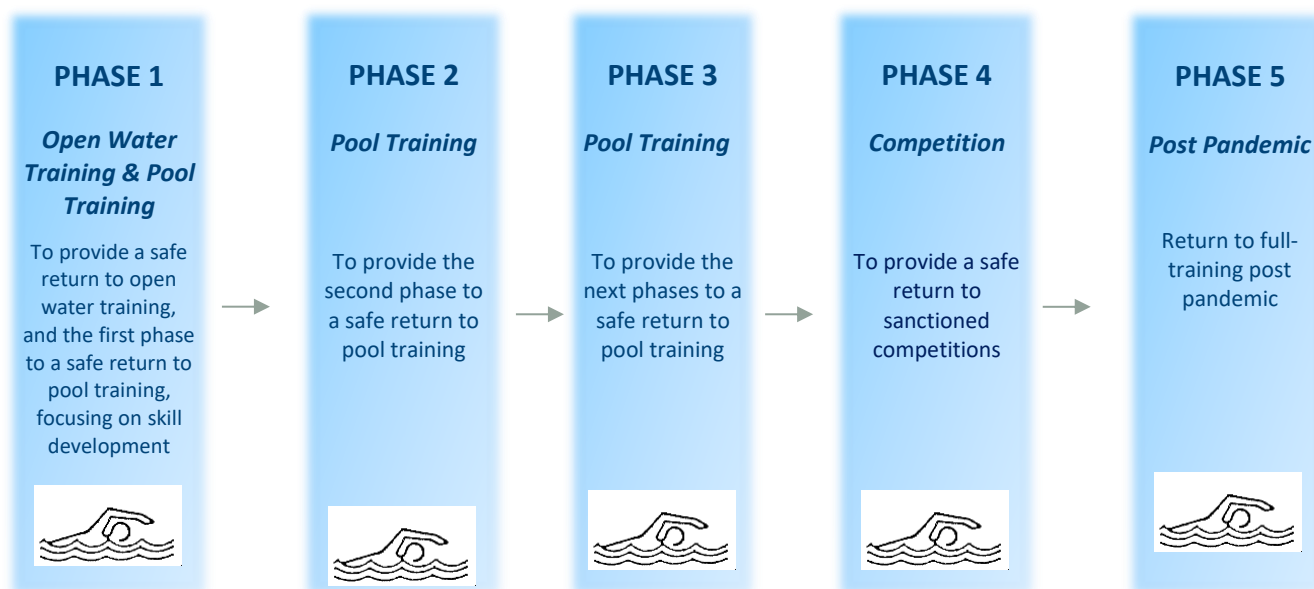 PHASE 1
Open Water
Training & Pool
Training
To provide a safe
return to open
water training,
and the first phase
to a safe return to
pool training,
focusing on skill
development
PHASE 2
Pool Training
To provide the
second phase to
a safe return to
pool training
PHASE 3
Pool Training
To provide the
next phases to a
safe return to
pool training
PHASE 4
Competition
To provide a safe
return to
sanctioned
competitions
PHASE 5
Post Pandemic
Return to full-
training post
pandemic